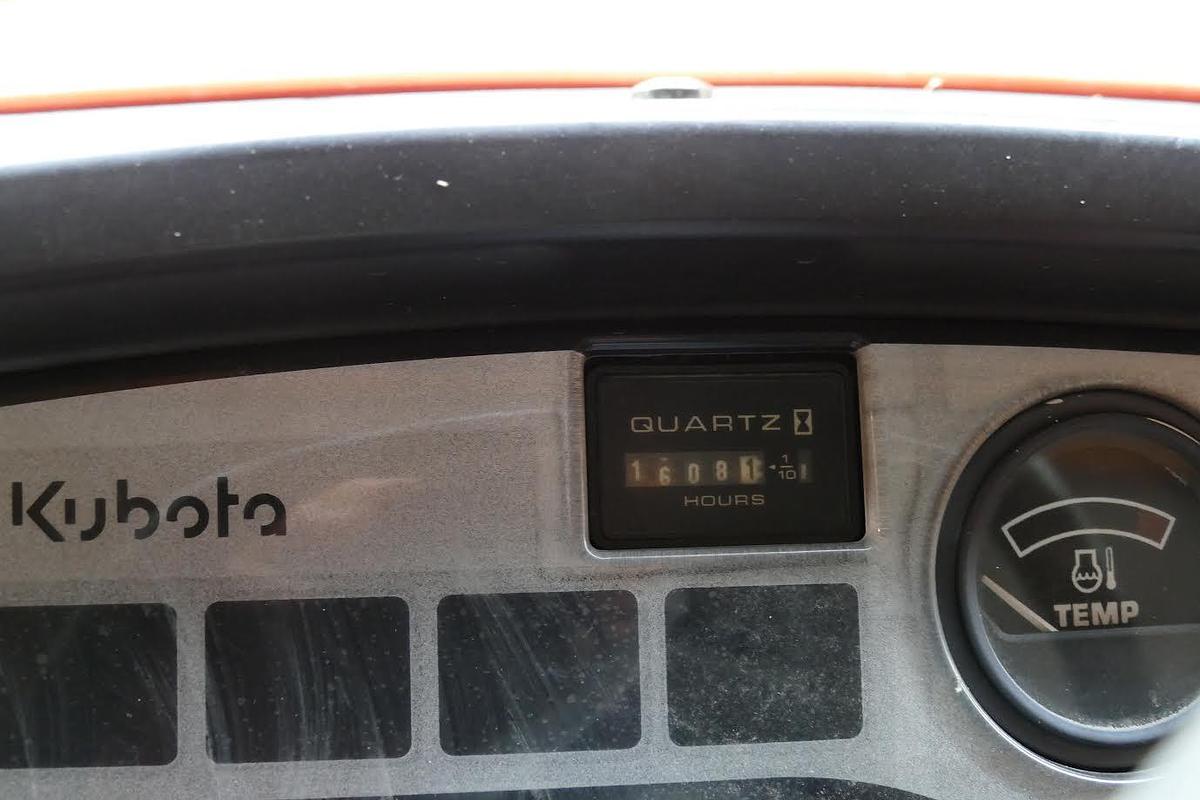 QUARTZ
16081 1/10
HOURS
Kubota
TEMP